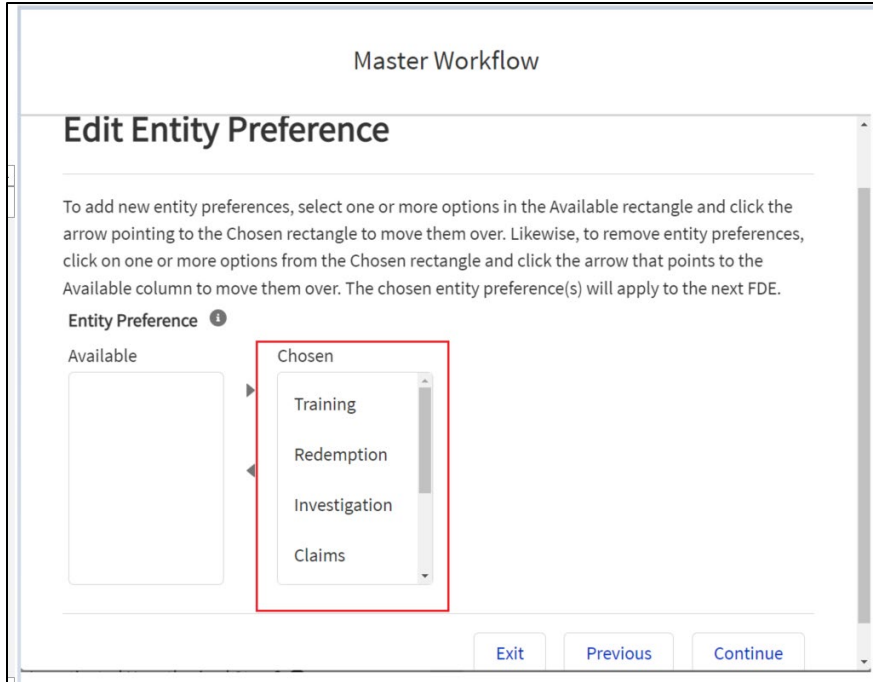 Master Workflow
Edit Entity Preference
To add new entity preferences, select one or more options in the Available rectangle and click the
arrow pointing to the Chosen rectangle to move them over. Likewise, to remove entity preferences,
click on one or more options from the Chosen rectangle and click the arrow that points to the
Available column to move them over. The chosen entity preference(s) will apply to the next FDE.
Entity Preference
Available
Chosen
Training
Redemption
Investigation
Claims
Exit
Previous
Continue